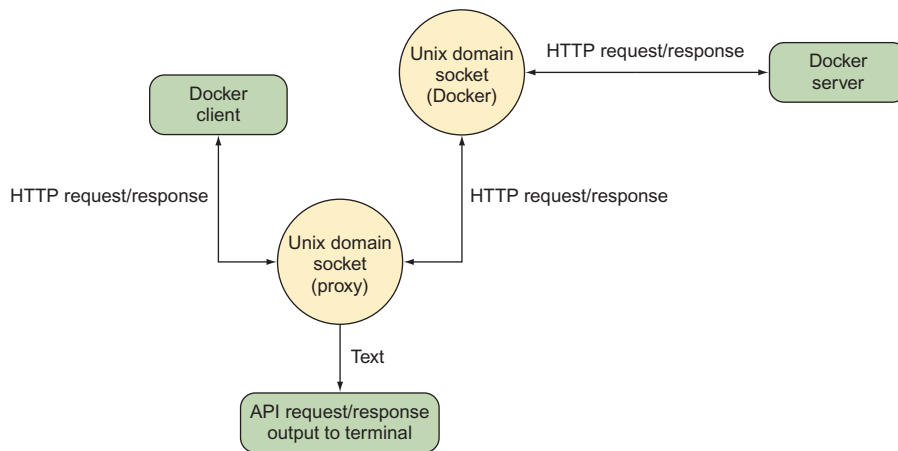 Unix domain
socket
(Docker)
HTTP request/response
Docker
server
Docker
client
HTTP request/response
HTTP request/response
Unix domain
socket
(proxy)
Text
API request/response
output to terminal